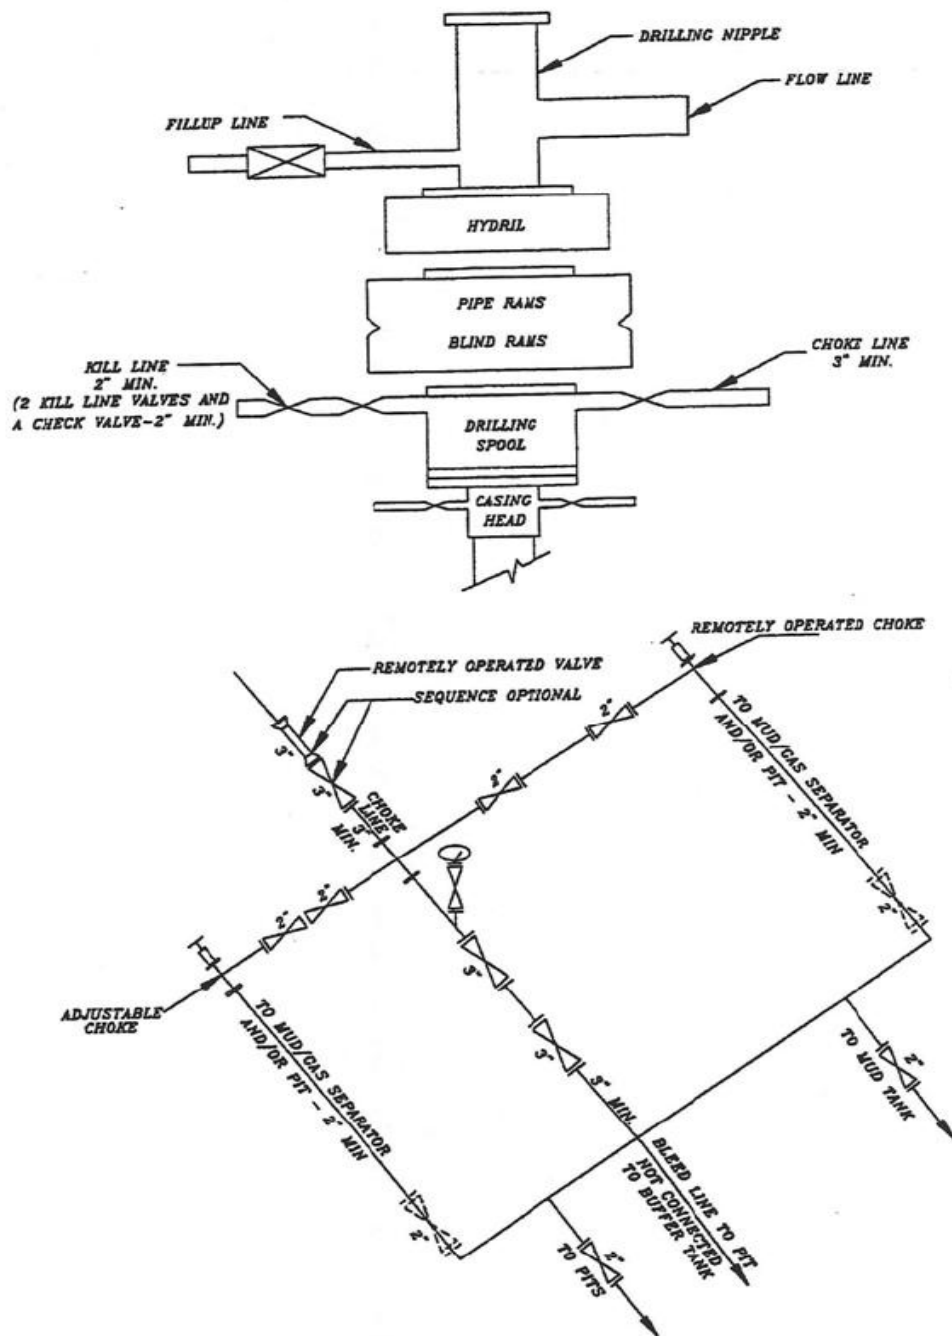 DRILLING NIPPLE
FLOW LINE
FILLUP LINE
HYDRIL
PIPE RAMS
BLIND RAMS
KILL LINE
2" MIN.
(2 KILL LINE VALVES AND
A CHECK VALVE-2" MIN.)
CHOKE LINE
3" MIN.
DRILLING
SPOOL
CASING
HEAD
REMOTELY OPERATED CHOKE
REMOTELY OPERATED VALVE
SEQUENCE OPTIONAL
3"
3"
CHOKE
LINE
3"
MIN.
2"
2"
TO MUD/GAS SEPARATOR
AND/OR PIT - 2" MIN
2"
2"
2"
3"
ADJUSTABLE
CHOKE
TO MUD/GAS SEPARATOR
AND/OR PIT - 2" MIN
2"
3"
3" MIN.
2"
TO MUD TANK
BLEED LINE TO PIT
NOT CONNECTED
TO BUFFER TANK
2"
TO PITS